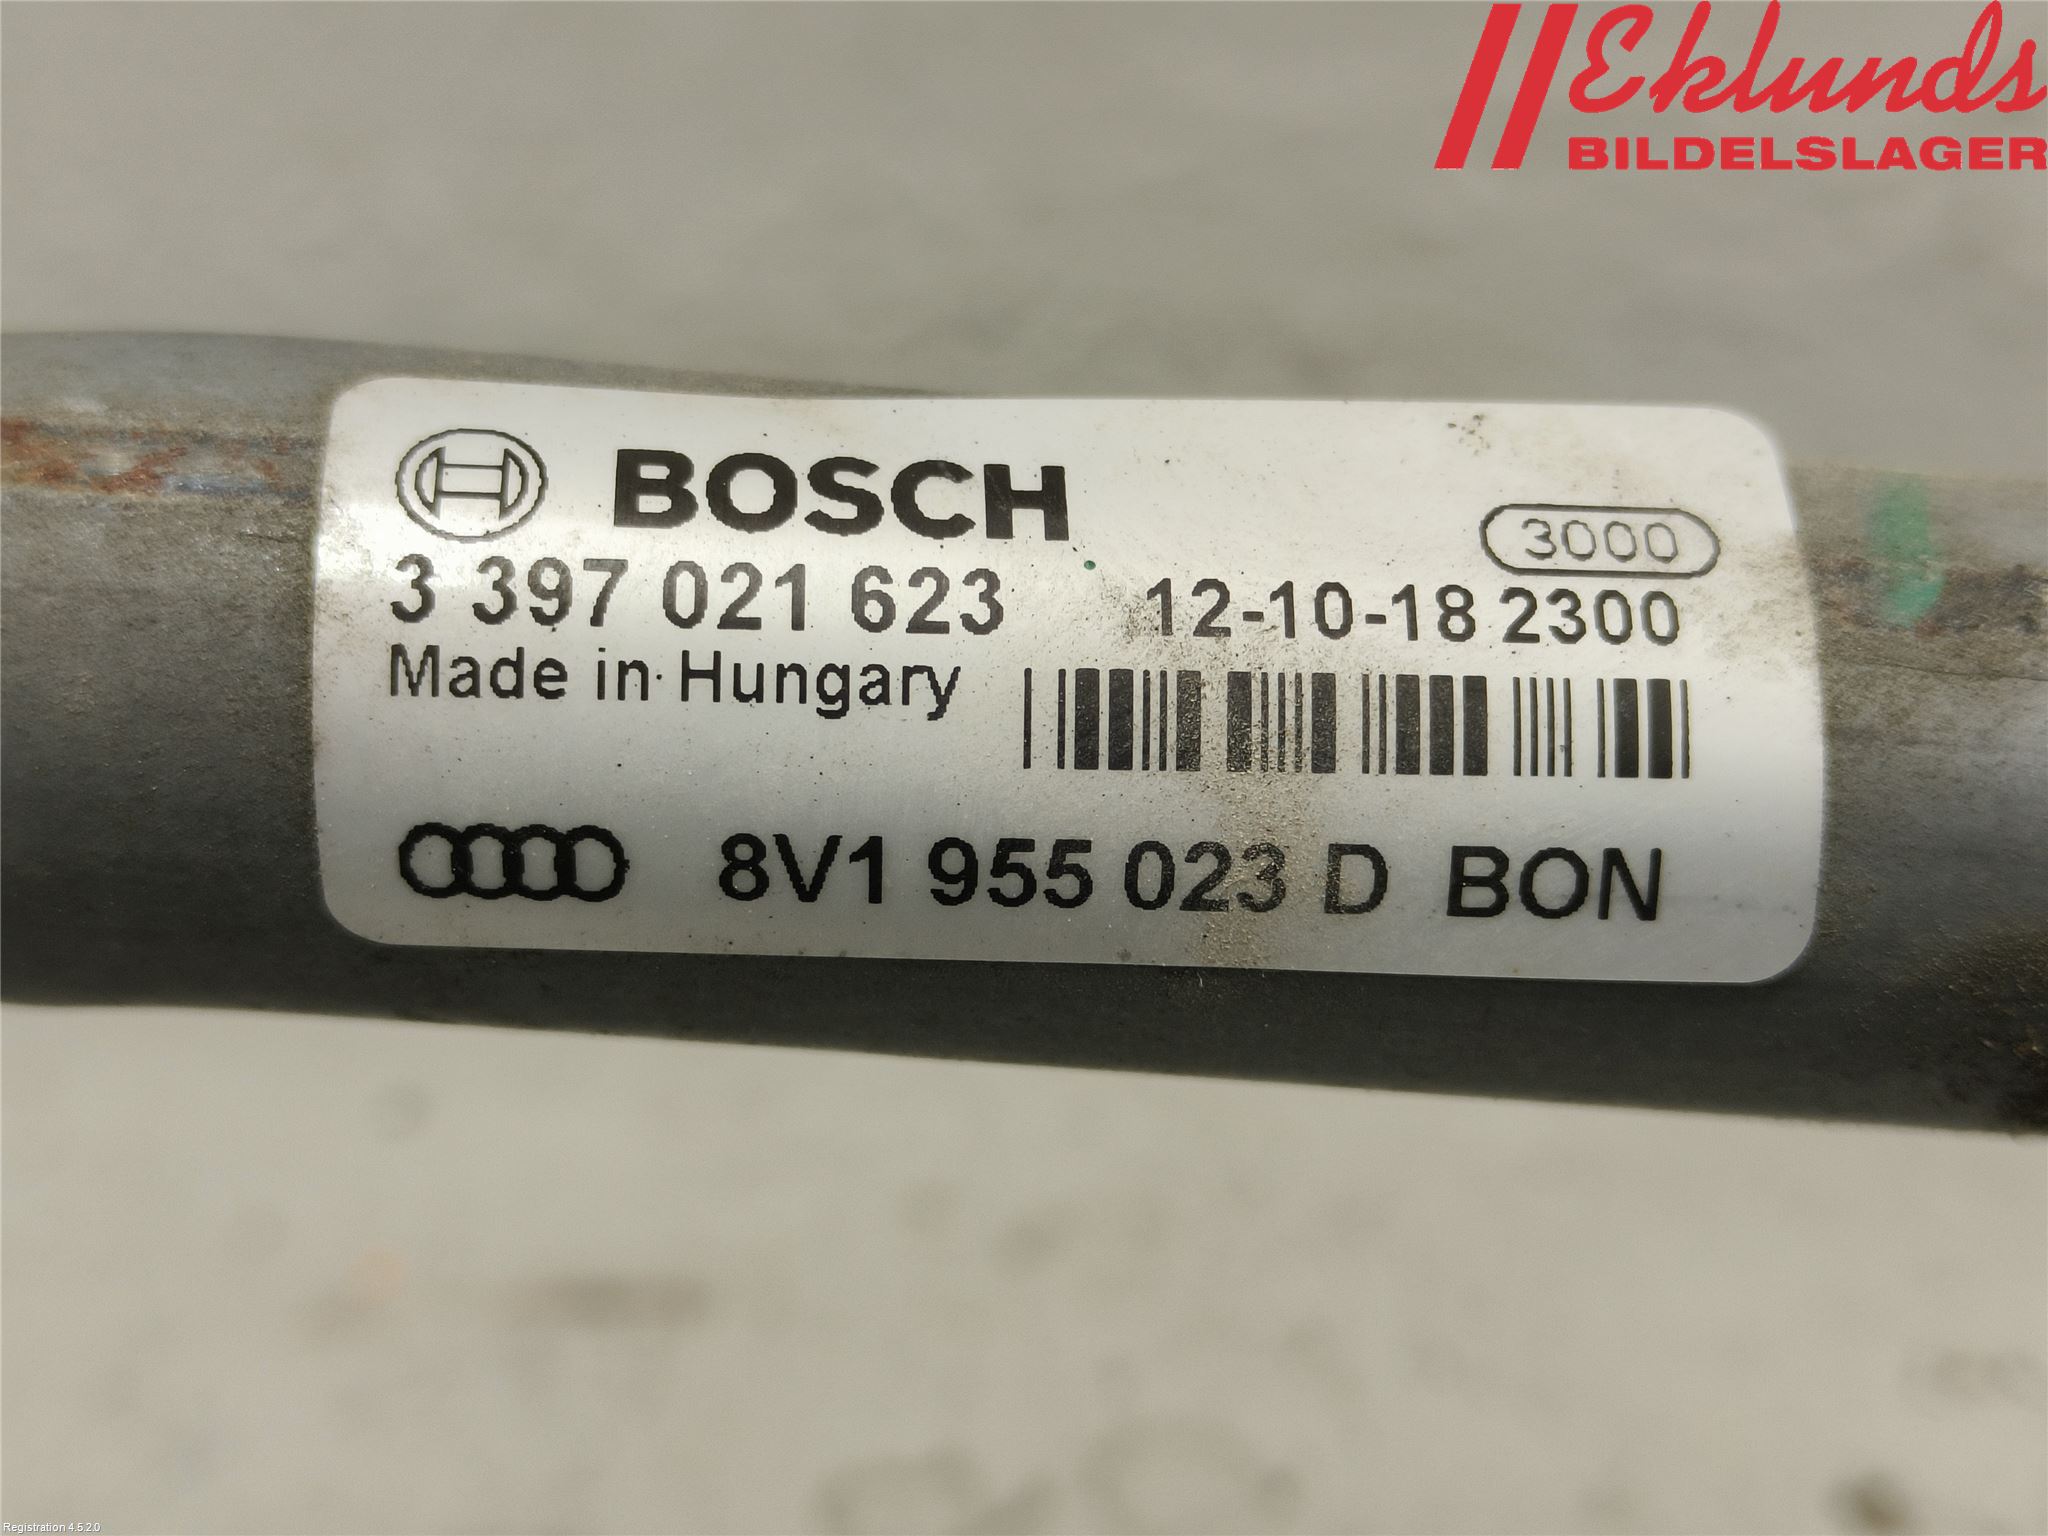 Eklunds
BILDELSLAGER
BOSCH
3000
3 397 021 623
12-10-18 2300
Made in Hungary
8V1 955 023 D BON
Registration 4.5.2.0